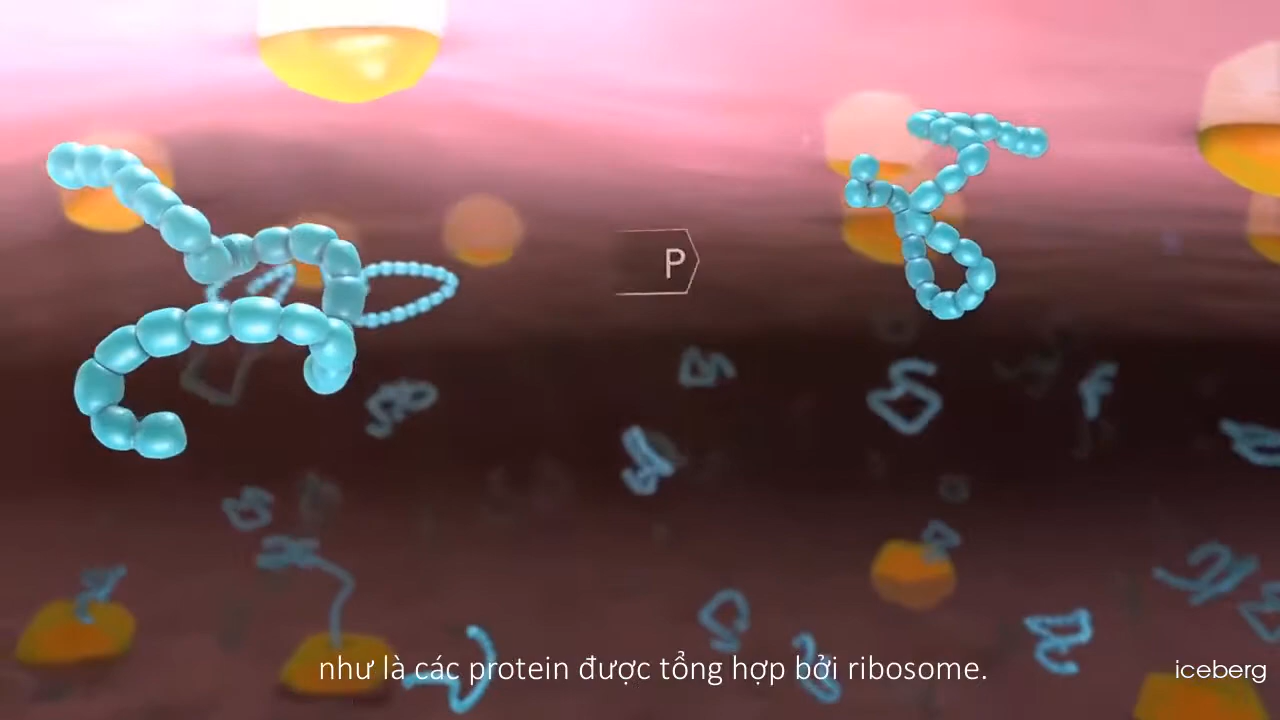 P
như là các protein được tổng hợp bởi ribosome.
iceberg